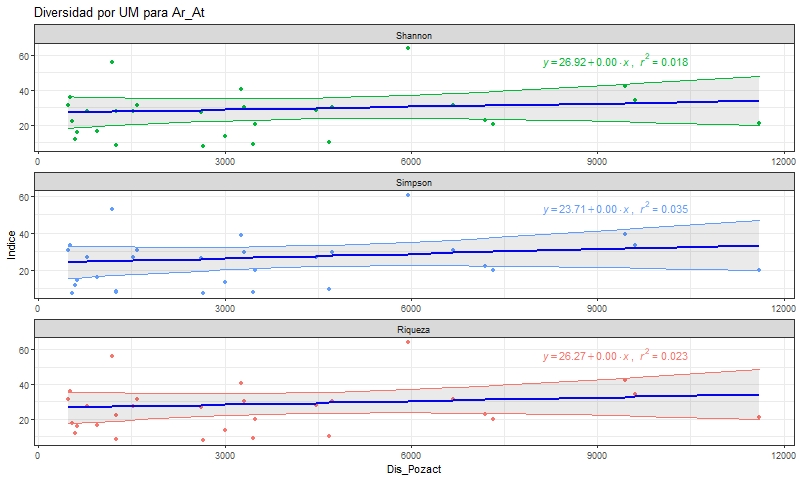 Diversidad por UM para Ar_At
Shannon
60
40
20
y = 26.92 + 0.00 · x , r² = 0.018
0 3000 6000 9000 12000
Simpson
60
40
20
y = 23.71 + 0.00 · x , r² = 0.035
0 3000 6000 9000 12000
Indice
Riqueza
60
40
20
y = 26.27 + 0.00 · x , r² = 0.023
0 3000 6000 9000 12000
Dis_Pozact